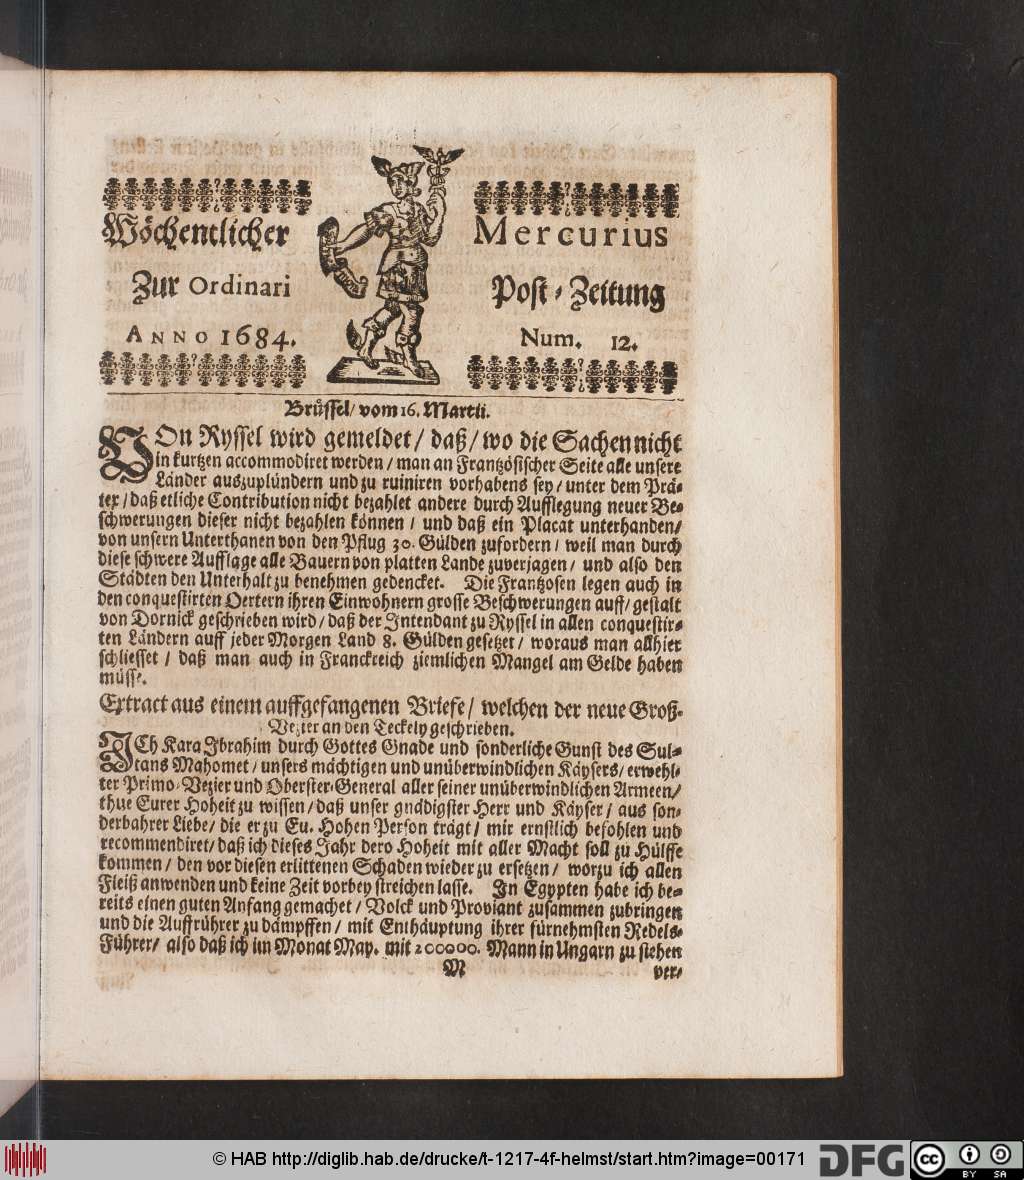 Wöchentlicher Mercurius
Zur Ordinari Post-Zeitung
ANNO 1684. Num. 12.
Brüssel/ vom 16. Martii.
VOn Ryssel wird gemeldet/ daß/ wo die Sachen nicht
in kurtzen accommodiret werden/ man an Frantzösischer Seite alle unsere
Länder auszuplündern und zu ruiniren vorhabens sey/ unter dem Prä-
tex/ daß etliche Contribution nicht bezahlet andere durch Aufflegung neuer Be-
schwerungen dieser nicht bezahlen können/ und daß ein Placat unterhanden/
von unsern Unterthanen von den Pflug 30. Gülden zufordern/ weil man durch
diese schwere Aufflage alle Bauern von platten Lande zuverjagen/ und also den
Städten den Unterhalt zu benehmen gedencket. Die Frantzosen legen auch in
den conquestirten Oertern ihren Einwohnern grosse Beschwerungen auff/ gestalt
von Dornick geschrieben wird/ daß der Intendant zu Ryssel in allen conquestir-
ten Ländern auff jeder Morgen Land 8. Gülden gesetzet/ woraus man allhier
schliesset/ daß man auch in Franckreich ziemlichen Mangel am Gelde haben
müsse.
Extract aus einem auffgefangenen Briefe/ welchen der neue Groß-
Vezier an den Teckely geschrieben.
ICh Kara Ibrahim durch Gottes Gnade und sonderliche Gunst des Sul-
tans Mahomet/ unsers mächtigen und unüberwindlichen Käysers/ erwehl-
ter Primo-Vezier und Oberster-General aller seiner unüberwindlichen Armeen/
thue Eurer Hoheit zu wissen/ daß unser gnädigster Herr und Käyser/ aus son-
derbahrer Liebe/ die er zu Eu. Hohen Person trägt/ mir ernstlich befohlen und
recommendiret/ daß ich dieses Jahr dero Hoheit mit aller Macht soll zu Hülffe
kommen/ den vor diesen erlittenen Schaden wieder zu ersetzen/ worzu ich allen
Fleiß anwenden und keine Zeit vorbey streichen lasse. In Egypten habe ich be-
reits einen guten Anfang gemachet/ Volck und Proviant zusammen zubringen
und die Auffrührer zu dämpffen/ mit Enthäuptung ihrer fürnehmsten Redels-
Führer/ also daß ich im Monat May. mit 200000. Mann in Ungarn zu stehen
M ver-
© HAB http://diglib.hab.de/drucke/t-1217-4f-helmst/start.htm?image=00171
DFG
cc BY SA